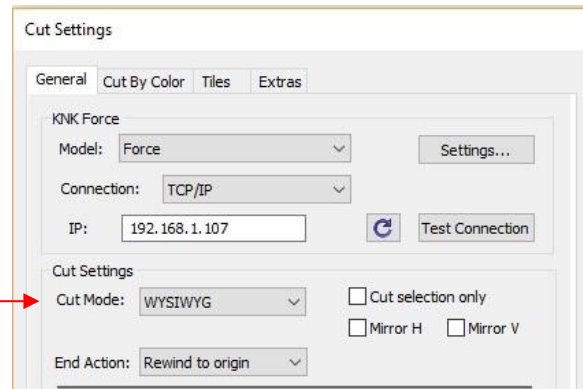 Cut Settings
General Cut By Color Tiles Extras
KNK Force
Model: Force Settings...
Connection: TCP/IP
IP: 192.168.1.107 Test Connection
Cut Settings
Cut Mode: WYSIWYG Cut selection only
Mirror H Mirror V
End Action: Rewind to origin